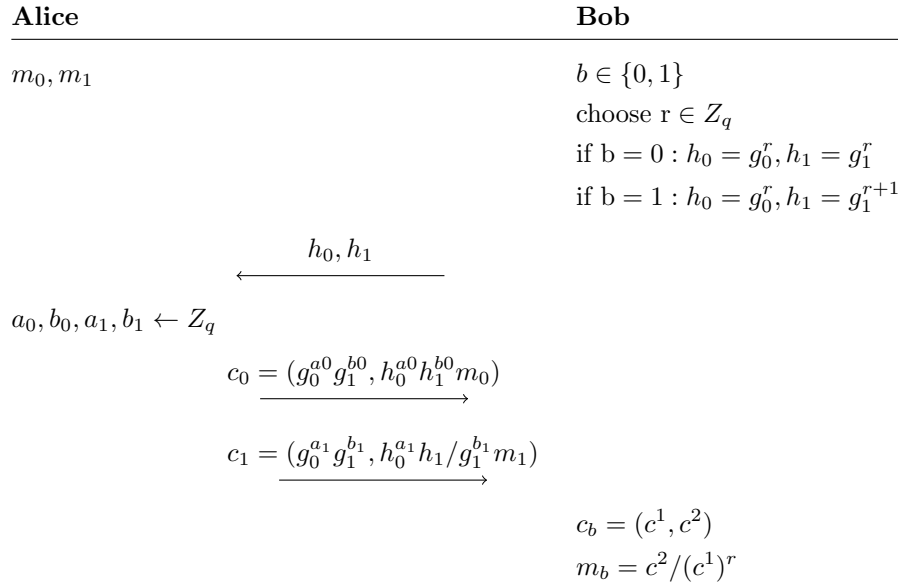 Alice Bob
m_0, m_1 b ∈ {0, 1}
choose r ∈ Z_q
if b = 0 : h_0 = g_0^r, h_1 = g_1^r
if b = 1 : h_0 = g_0^r, h_1 = g_1^{r+1}
h_0, h_1
a_0, b_0, a_1, b_1 ← Z_q
c_0 = (g_0^{a0} g_1^{b0}, h_0^{a0} h_1^{b0} m_0)
c_1 = (g_0^{a_1} g_1^{b_1}, h_0^{a_1} h_1/g_1^{b_1} m_1)
c_b = (c^1, c^2)
m_b = c^2/(c^1)^r